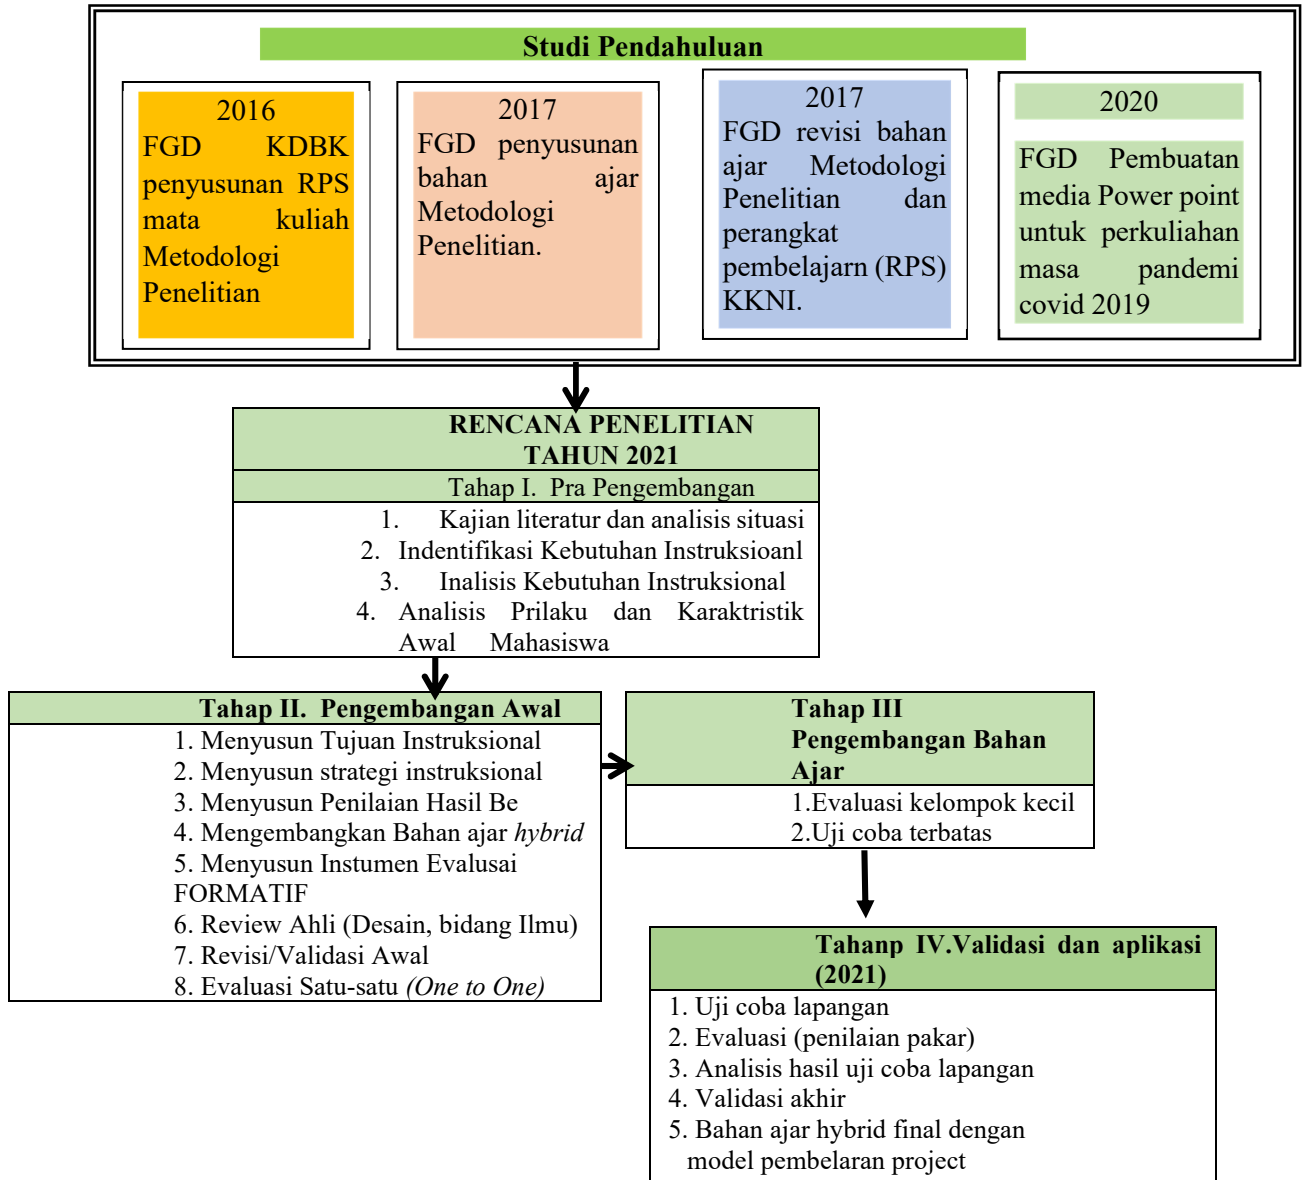 Studi Pendahuluan
2016
FGD KDBK
penyusunan RPS
mata kuliah
Metodologi
Penelitian
2017
FGD penyusunan
bahan ajar
Metodologi
Penelitian.
2017
FGD revisi bahan
ajar Metodologi
Penelitian dan
perangkat
pembelajarn (RPS)
KKNI.
2020
FGD Pembuatan
media Power point
untuk perkuliahan
masa pandemi
covid 2019
RENCANA PENELITIAN
TAHUN 2021
Tahap I. Pra Pengembangan
1. Kajian literatur dan analisis situasi
2. Indentifikasi Kebutuhan Instruksioanl
3. Inalisis Kebutuhan Instruksional
4. Analisis Prilaku dan Karaktristik
Awal Mahasiswa
Tahap II. Pengembangan Awal
1. Menyusun Tujuan Instruksional
2. Menyusun strategi instruksional
3. Menyusun Penilaian Hasil Be
4. Mengembangkan Bahan ajar hybrid
5. Menyusun Instumen Evalusai
FORMATIF
6. Review Ahli (Desain, bidang Ilmu)
7. Revisi/Validasi Awal
8. Evaluasi Satu-satu (One to One)
Tahap III
Pengembangan Bahan
Ajar
1.Evaluasi kelompok kecil
2.Uji coba terbatas
Tahanp IV.Validasi dan aplikasi
(2021)
1. Uji coba lapangan
2. Evaluasi (penilaian pakar)
3. Analisis hasil uji coba lapangan
4. Validasi akhir
5. Bahan ajar hybrid final dengan
model pembelaran project